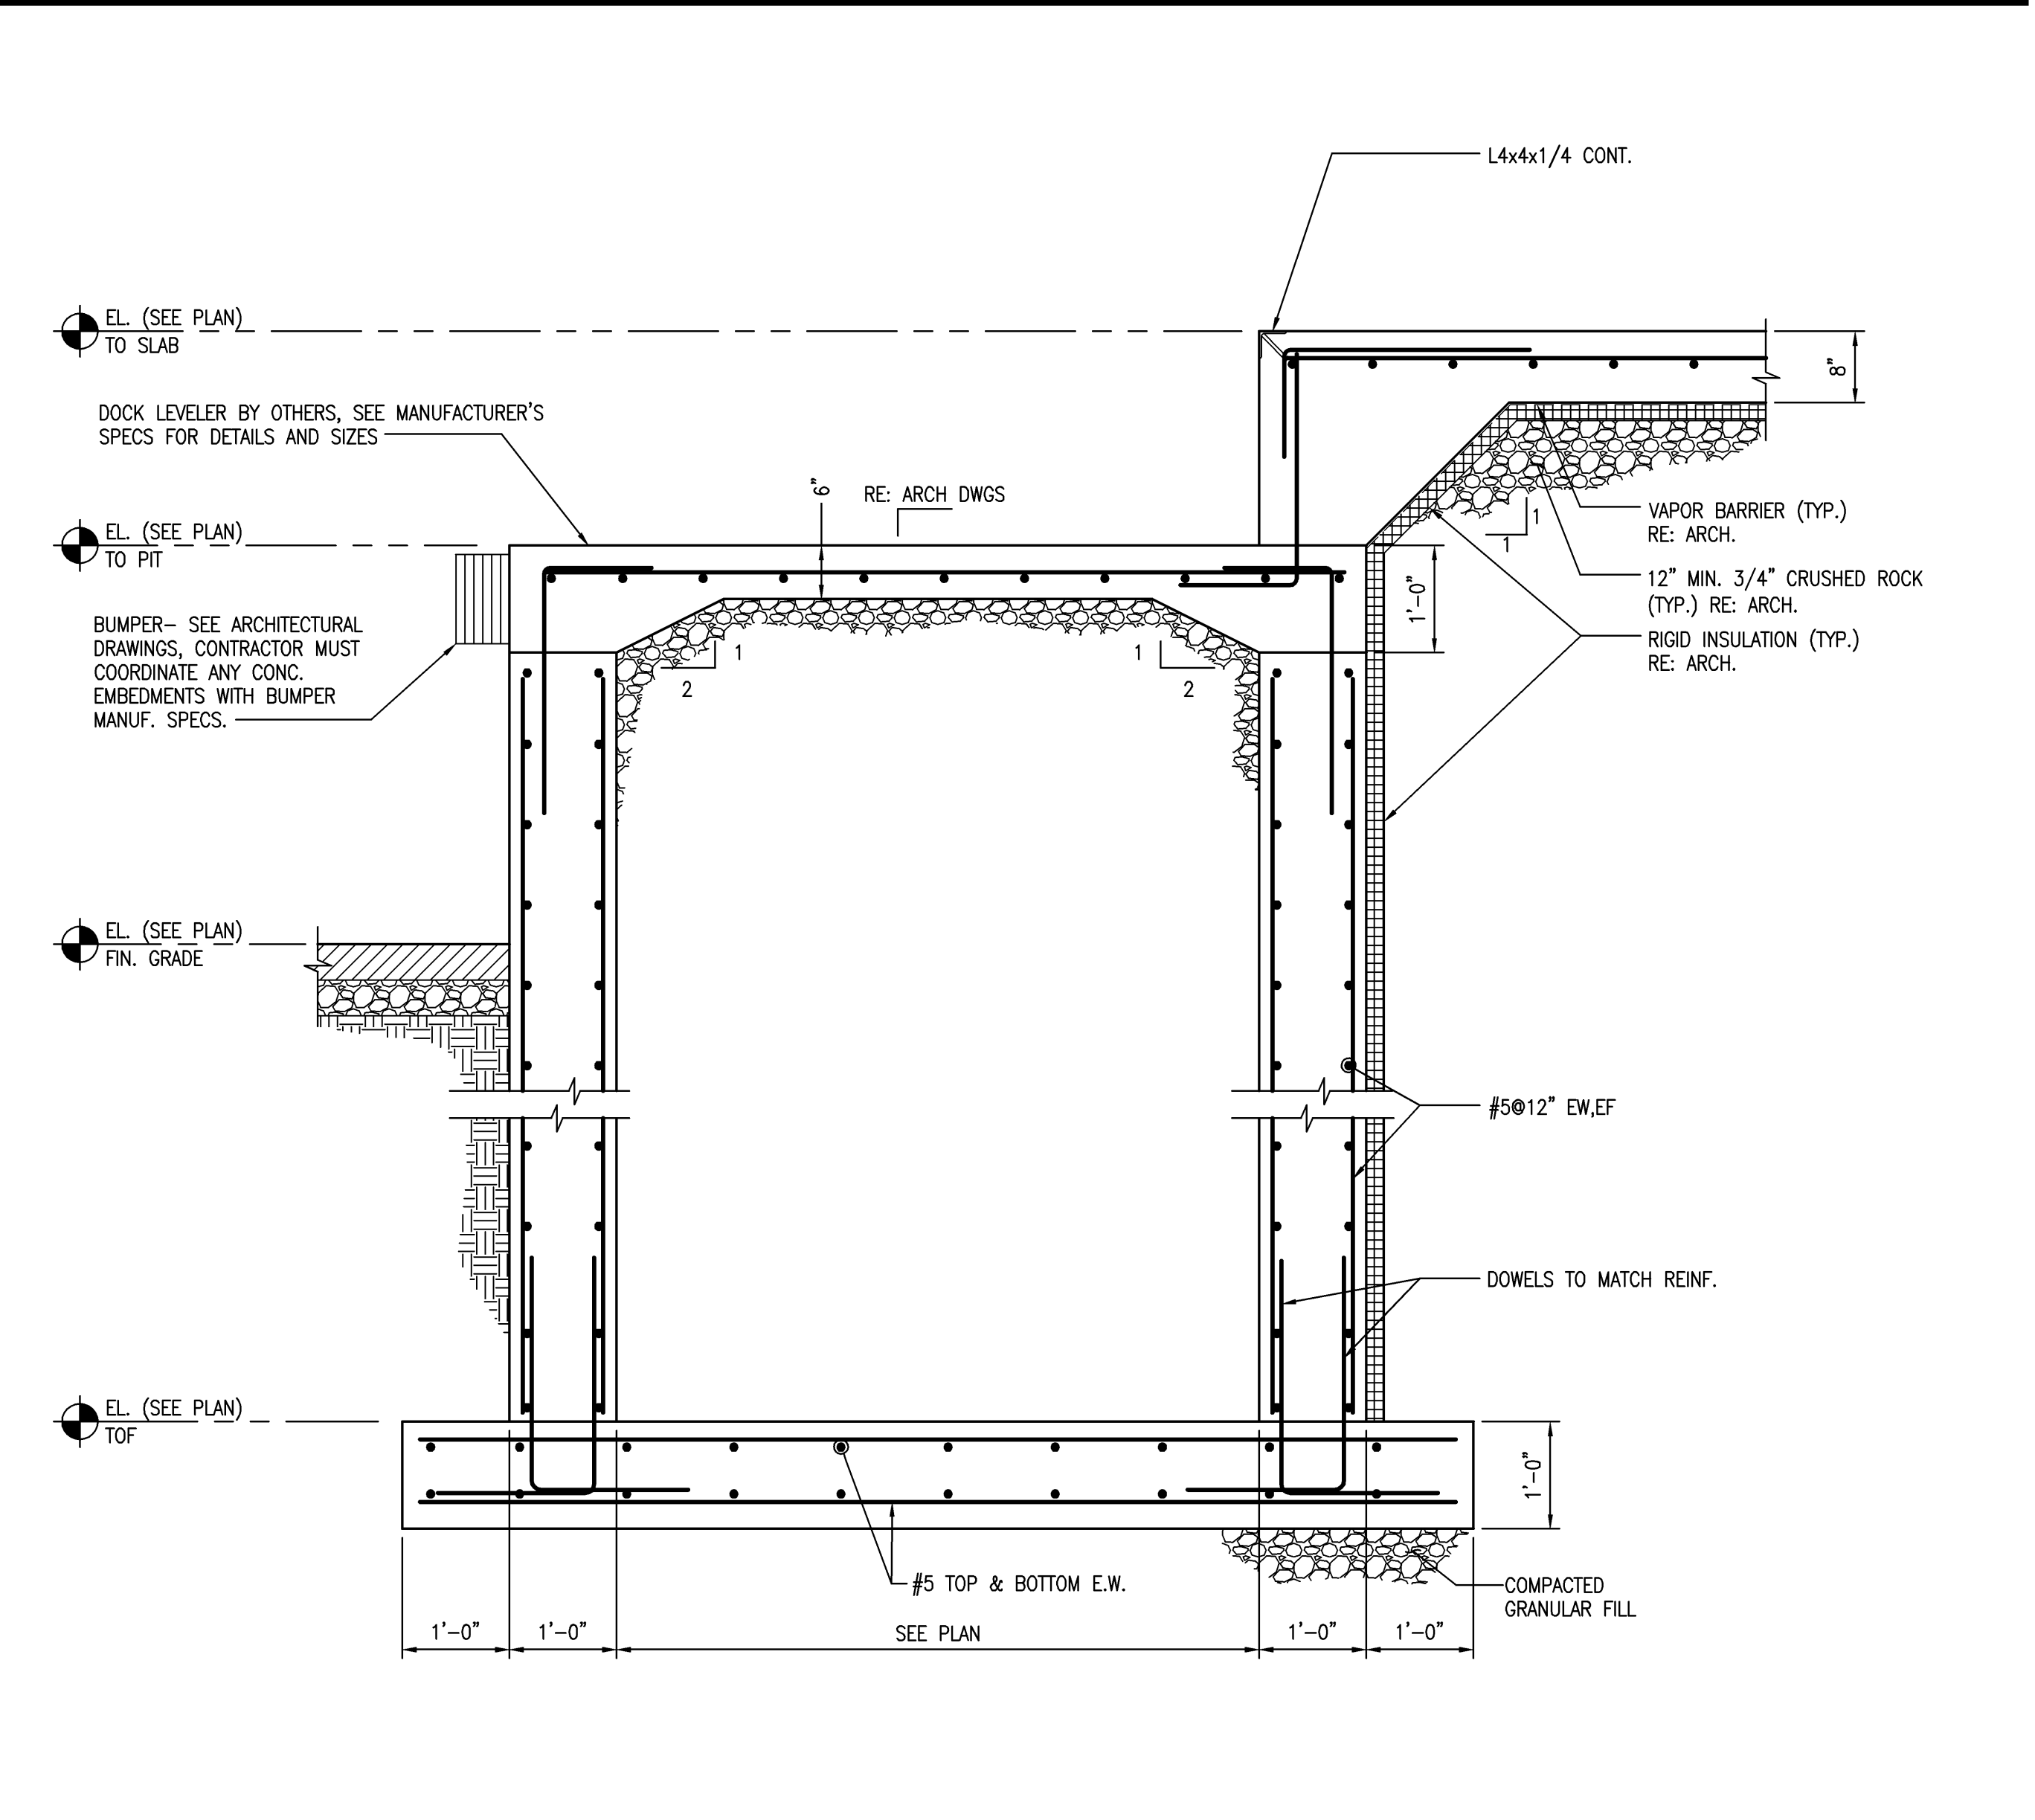 L4x4x1/4 CONT.
EL. (SEE PLAN)
TO SLAB
8"
DOCK LEVELER BY OTHERS, SEE MANUFACTURER'S
SPECS FOR DETAILS AND SIZES
6"
RE: ARCH DWGS
EL. (SEE PLAN)
TO PIT
VAPOR BARRIER (TYP.)
RE: ARCH.
1
1
12" MIN. 3/4" CRUSHED ROCK
(TYP.) RE: ARCH.
1'-0"
RIGID INSULATION (TYP.)
RE: ARCH.
BUMPER- SEE ARCHITECTURAL
DRAWINGS, CONTRACTOR MUST
COORDINATE ANY CONC.
EMBEDMENTS WITH BUMPER
MANUF. SPECS.
1
2
1
2
EL. (SEE PLAN)
FIN. GRADE
#5@12" EW,EF
DOWELS TO MATCH REINF.
EL. (SEE PLAN)
TOF
1'-0"
#5 TOP & BOTTOM E.W.
COMPACTED
GRANULAR FILL
1'-0"
1'-0"
SEE PLAN
1'-0"
1'-0"